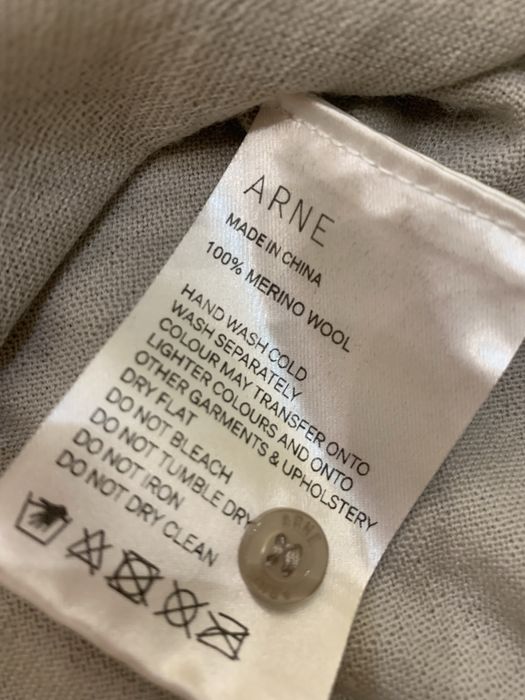 ARNE
MADE IN CHINA
100% MERINO WOOL
HAND WASH COLD
WASH SEPARATELY
COLOUR MAY TRANSFER ONTO
LIGHTER COLOURS AND ONTO
OTHER GARMENTS & UPHOLSTERY
DRY FLAT
DO NOT BLEACH
DO NOT TUMBLE DRY
DO NOT IRON
DO NOT DRY CLEAN
ARNE